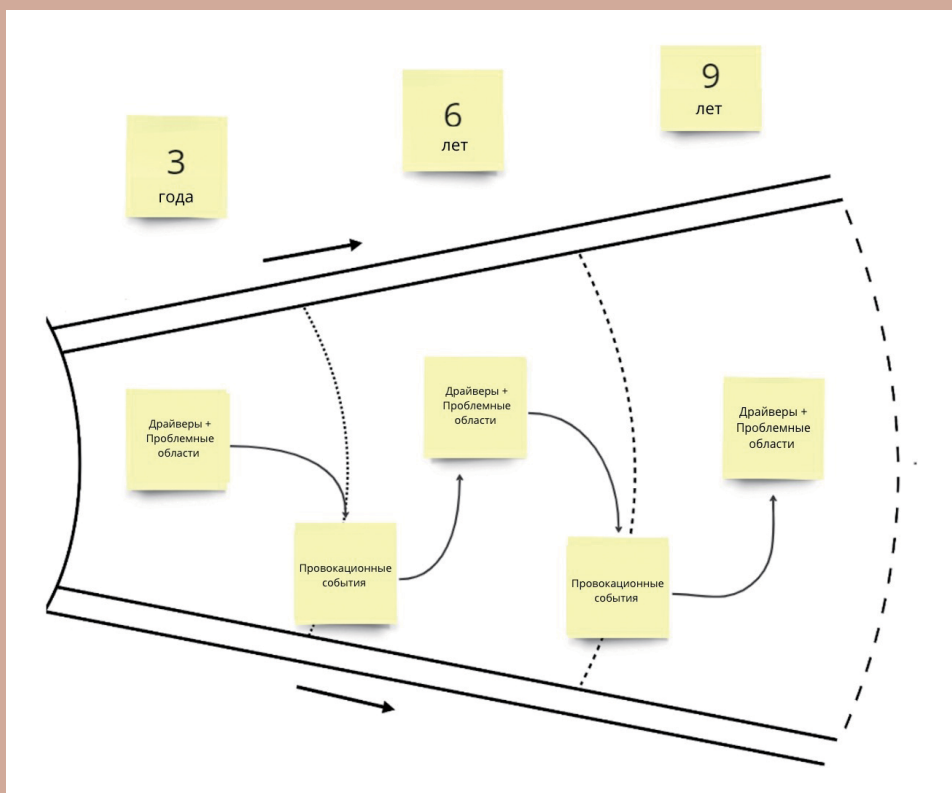 3
года
6
лет
9
лет
Драйверы +
Проблемные
области
Провокационные
события
Драйверы +
Проблемные
области
Провокационные
события
Драйверы +
Проблемные
области